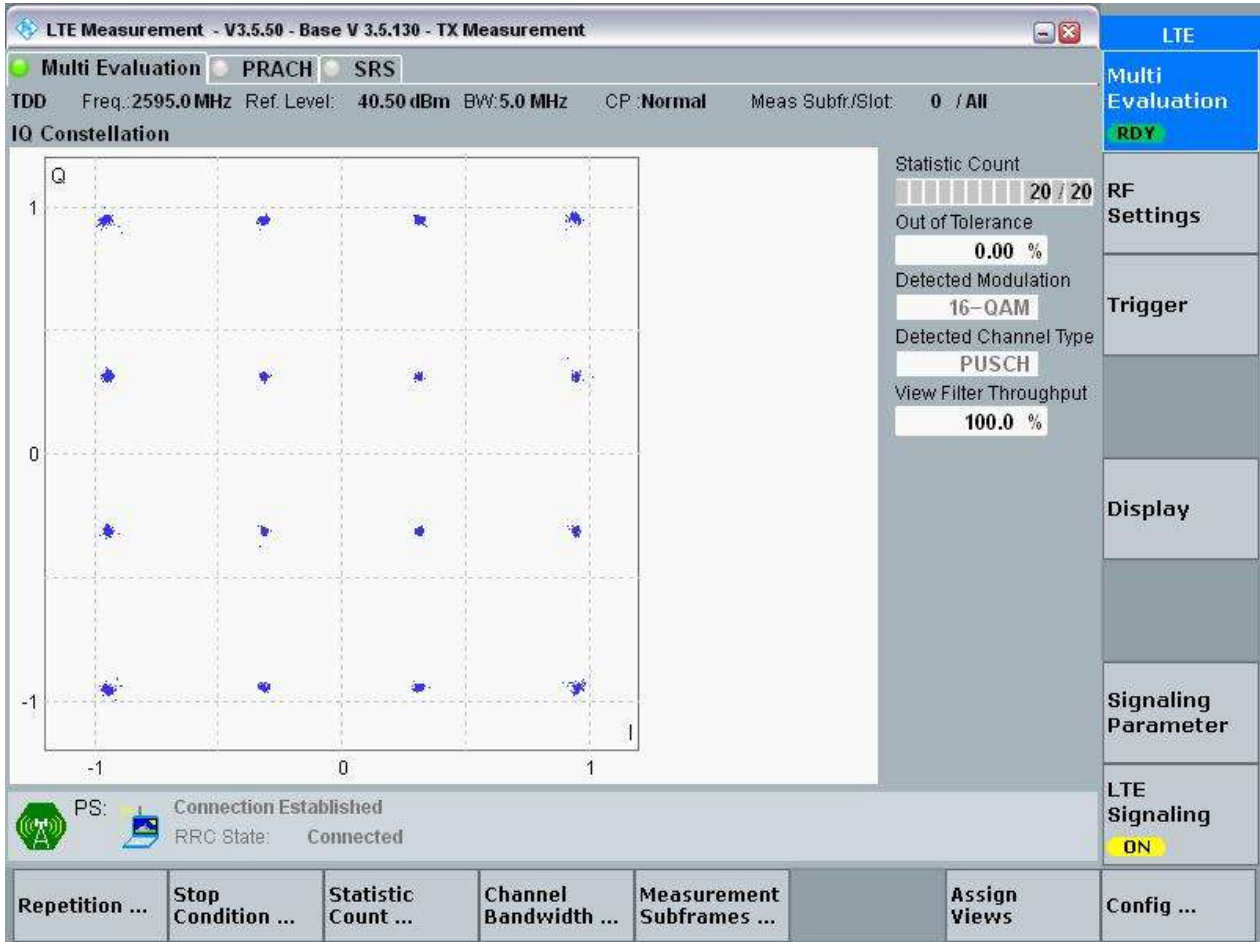 LTE Measurement - V3.5.50 - Base V 3.5.130 - TX Measurement
LTE
Multi Evaluation PRACH SRS
TDD Freq.:2595.0 MHz Ref. Level: 40.50 dBm BW:5.0 MHz CP :Normal Meas Subfr./Slot: 0 / All
IQ Constellation
Q
1
0
-1
-1 0 1
I
Statistic Count
20 / 20
Out of Tolerance
0.00 %
Detected Modulation
16-QAM
Detected Channel Type
PUSCH
View Filter Throughput
100.0 %
Multi
Evaluation
RDY
RF
Settings
Trigger
Display
Signaling
Parameter
LTE
Signaling
ON
PS: Connection Established
RRC State: Connected
Repetition ...
Stop
Condition ...
Statistic
Count ...
Channel
Bandwidth ...
Measurement
Subframes ...
Assign
Views
Config ...